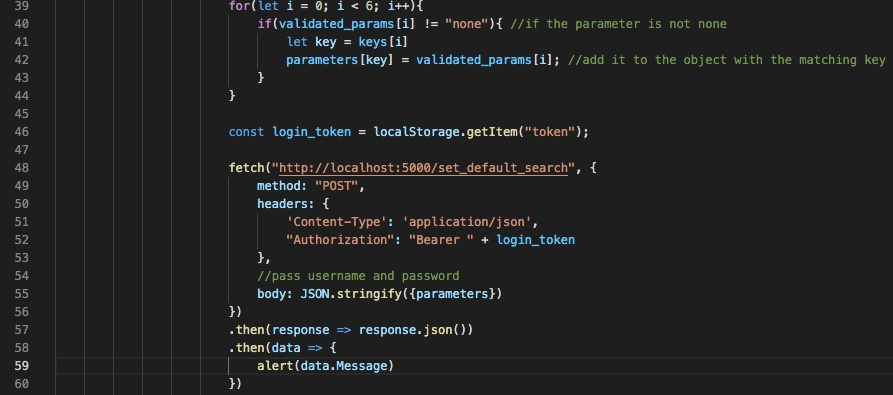 39 for(let i = 0; i < 6; i++){
40 if(validated_params[i] != "none"){ //if the parameter is not none
41 let key = keys[i]
42 parameters[key] = validated_params[i]; //add it to the object with the matching key
43 }
44 }
45
46 const login_token = localStorage.getItem("token");
47
48 fetch("http://localhost:5000/set_default_search", {
49 method: "POST",
50 headers: {
51 'Content-Type': 'application/json',
52 "Authorization": "Bearer " + login_token
53 },
54 //pass username and password
55 body: JSON.stringify({parameters})
56 })
57 .then(response => response.json())
58 .then(data => {
59 alert(data.Message)
60 })